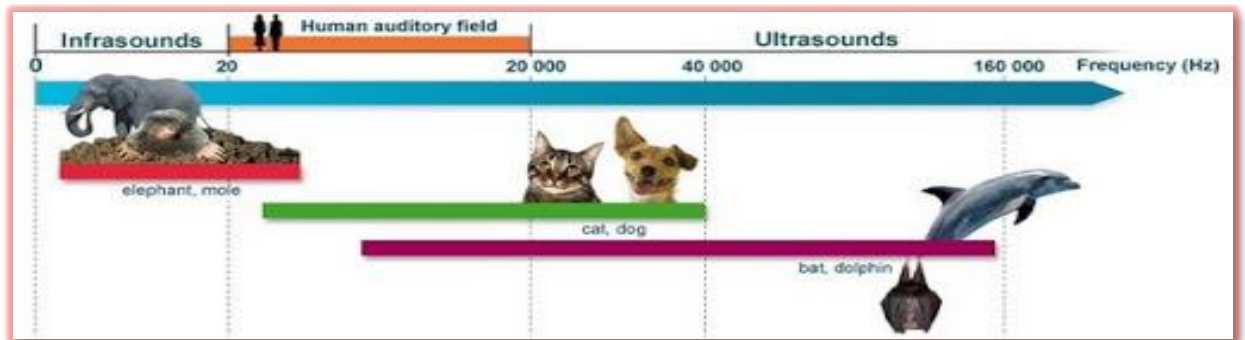 Human auditory field
Infrasounds
Ultrasounds
0 20 20 000 40 000 160 000 Frequency (Hz)
elephant, mole
cat, dog
bat, dolphin